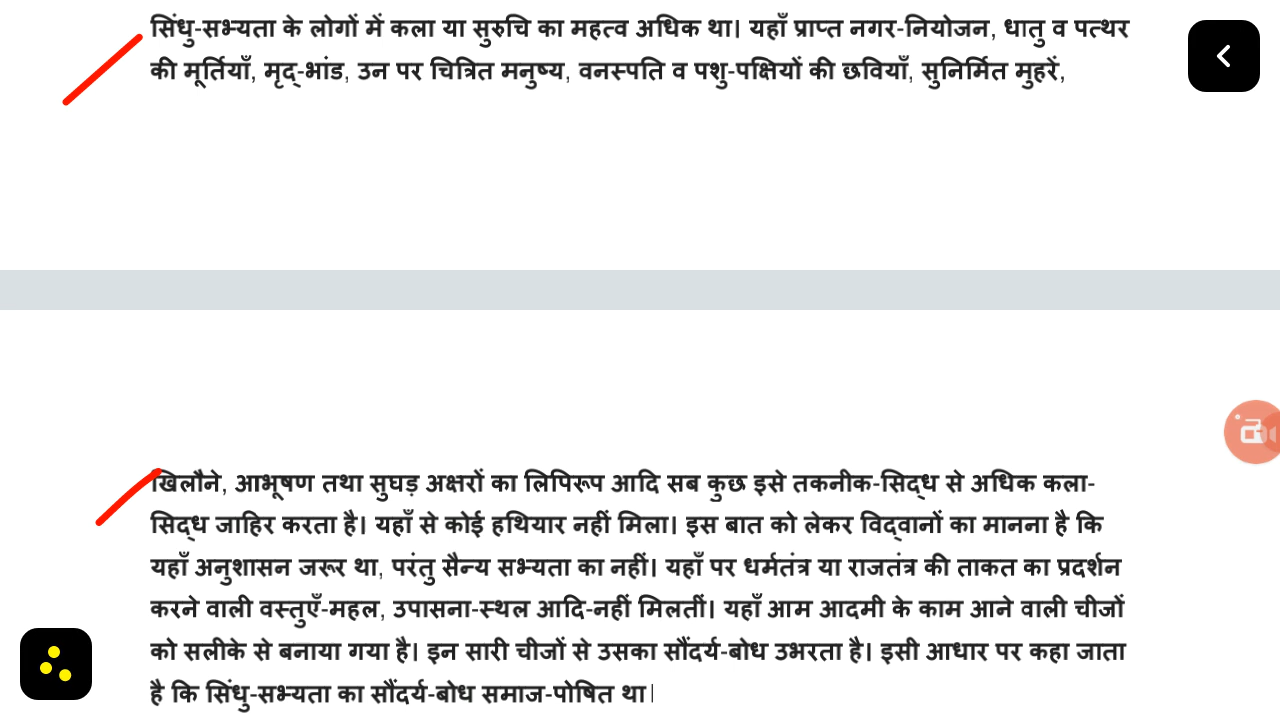 सिंधु-सभ्यता के लोगों में कला या सुरुचि का महत्व अधिक था। यहाँ प्राप्त नगर-नियोजन, धातु व पत्थर
की मूर्तियाँ, मृद्-भांड, उन पर चित्रित मनुष्य, वनस्पति व पशु-पक्षियों की छवियाँ, सुनिर्मित मुहरें,
खिलौने, आभूषण तथा सुघड़ अक्षरों का लिपिरूप आदि सब कुछ इसे तकनीक-सिद्ध से अधिक कला-
सिद्ध जाहिर करता है। यहाँ से कोई हथियार नहीं मिला। इस बात को लेकर विद्वानों का मानना है कि
यहाँ अनुशासन जरूर था, परंतु सैन्य सभ्यता का नहीं। यहाँ पर धर्मतंत्र या राजतंत्र की ताकत का प्रदर्शन
करने वाली वस्तुएँ-महल, उपासना-स्थल आदि-नहीं मिलतीं। यहाँ आम आदमी के काम आने वाली चीजों
को सलीके से बनाया गया है। इन सारी चीजों से उसका सौंदर्य-बोध उभरता है। इसी आधार पर कहा जाता
है कि सिंधु-सभ्यता का सौंदर्य-बोध समाज-पोषित था।